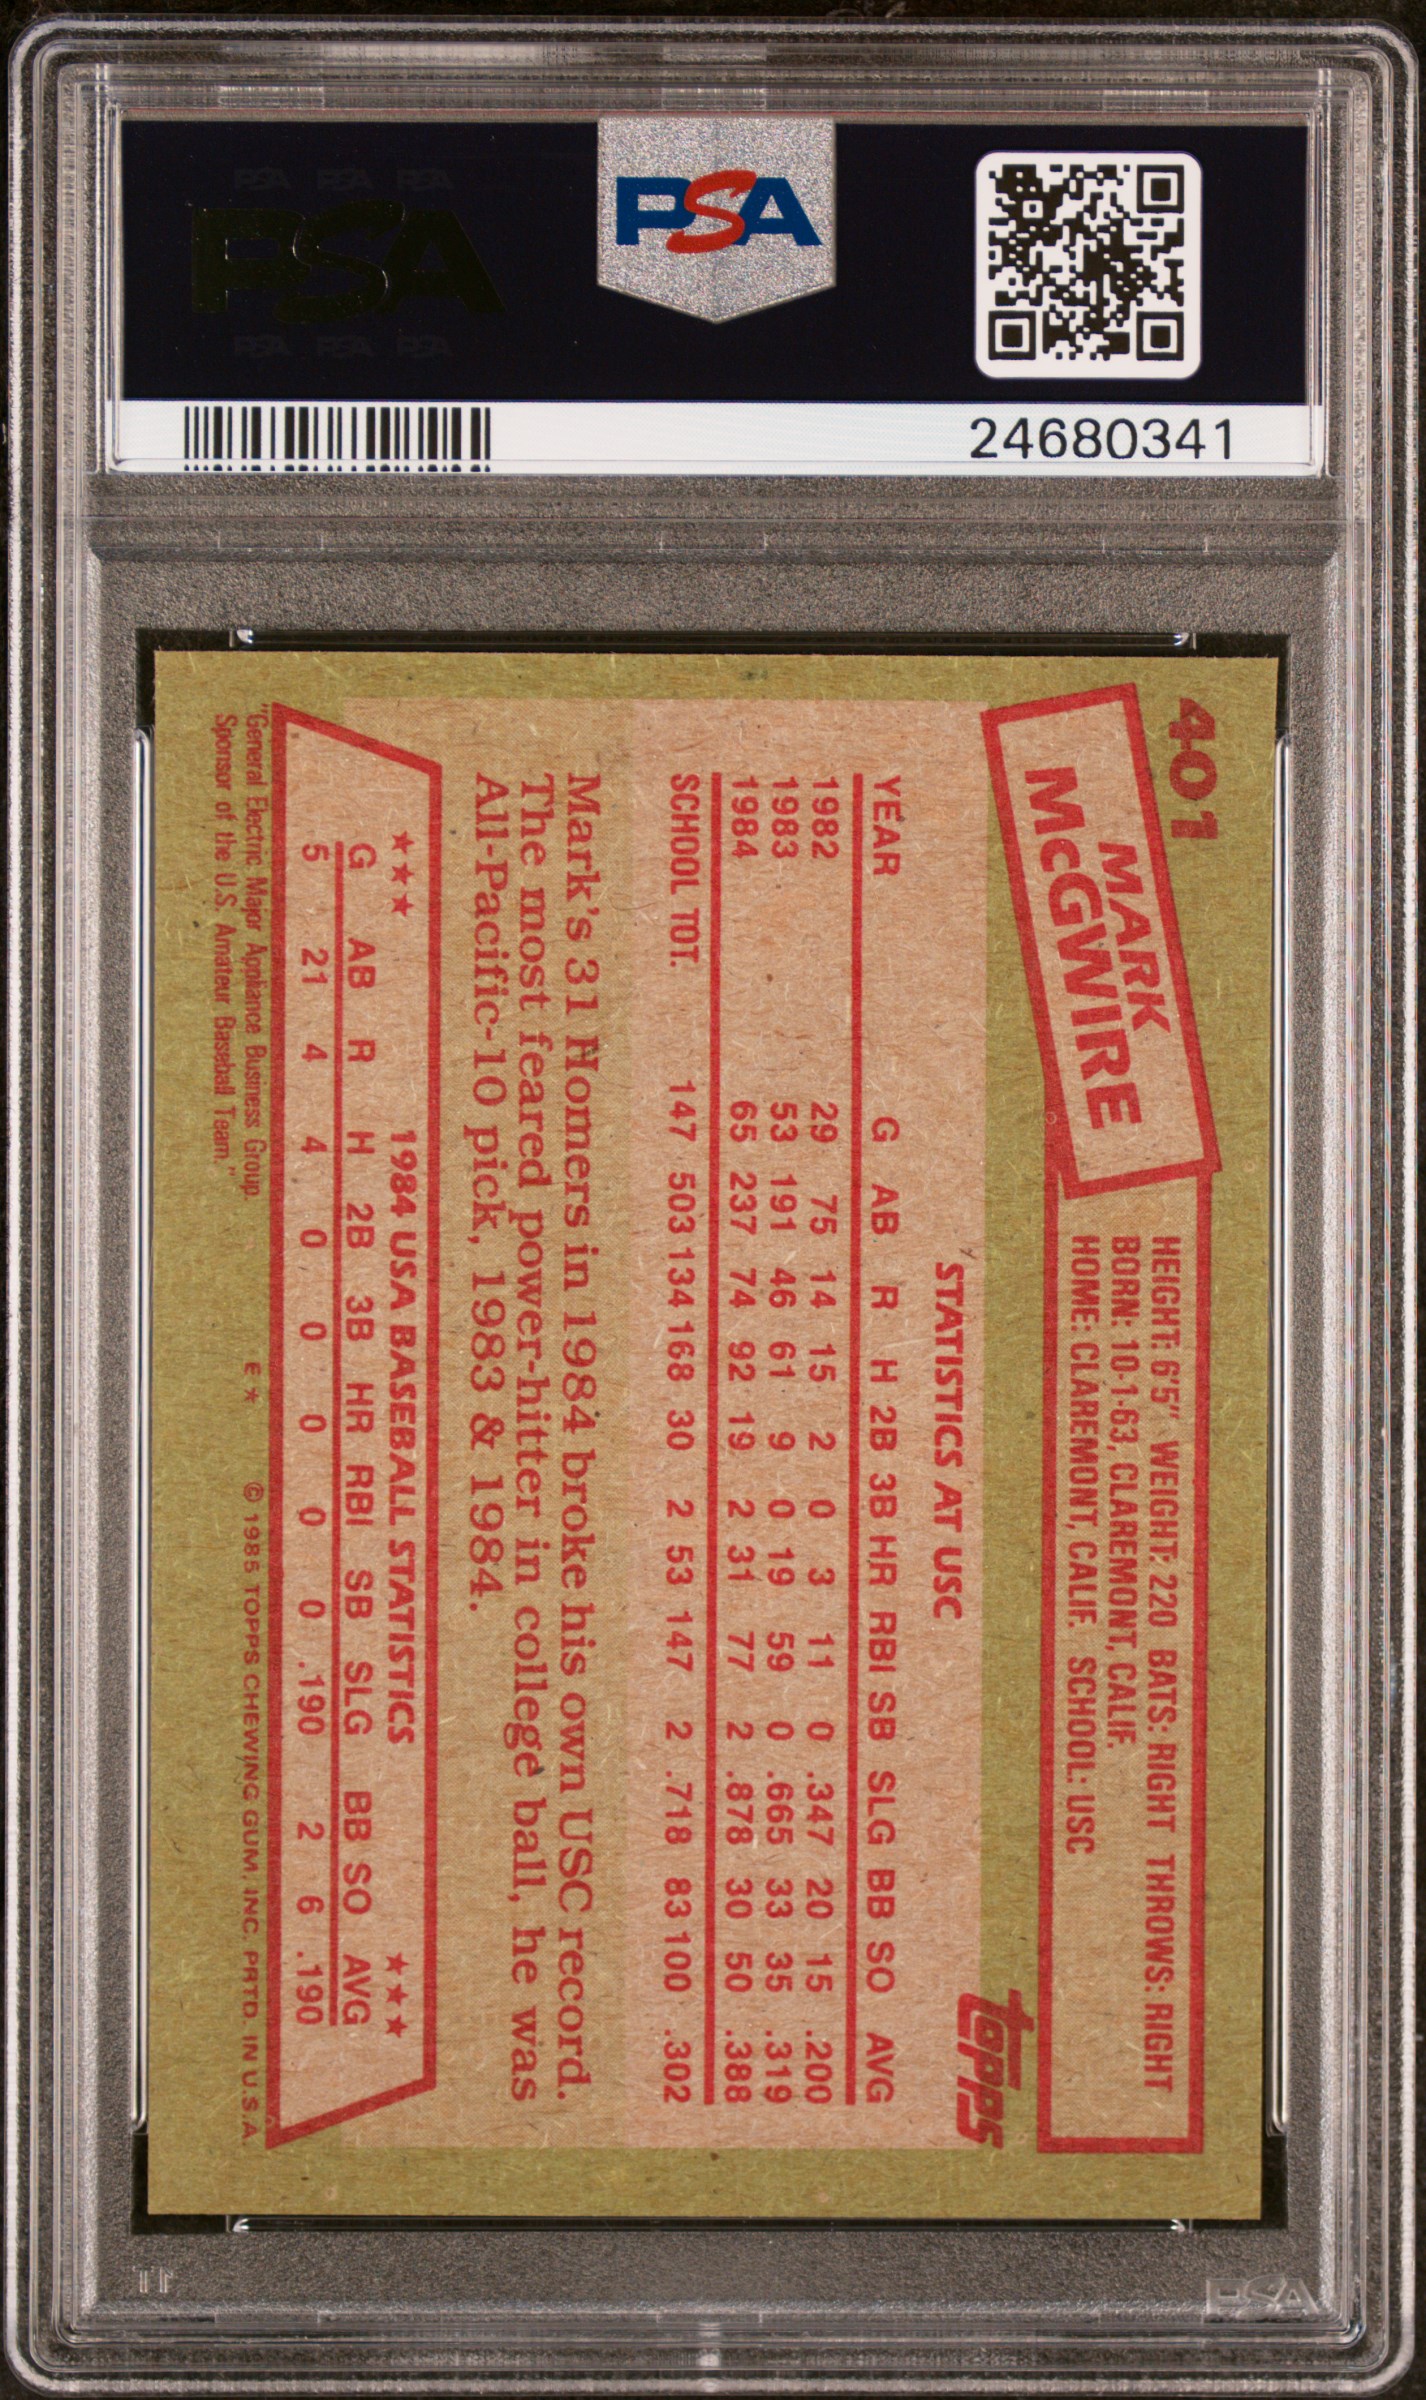 PSA PSA PSA
PSA
PSA PSA PSA
PSA
24680341
401
MARK
McGWIRE
HEIGHT: 6'5" WEIGHT: 220 BATS: RIGHT THROWS: RIGHT
BORN: 10-1-63, CLAREMONT, CALIF.
HOME: CLAREMONT, CALIF. SCHOOL: USC
topps
STATISTICS AT USC
YEAR G AB R H 2B 3B HR RBI SB SLG BB SO AVG
1982 29 75 14 15 2 0 3 11 0 .347 20 15 .200
1983 53 191 46 61 9 0 19 59 0 .665 33 35 .319
1984 65 237 74 92 19 2 31 77 2 .878 30 50 .388
SCHOOL TOT. 147 503 134 168 30 2 53 147 2 .718 83 100 .302
Mark's 31 Homers in 1984 broke his own USC record.
The most feared power-hitter in college ball, he was
All-Pacific-10 pick, 1983 & 1984.
★★★ 1984 USA BASEBALL STATISTICS ★★★
G AB R H 2B 3B HR RBI SB SLG BB SO AVG
5 21 4 4 0 0 0 0 0 .190 2 6 .190
"General Electric Major Appliance Business Group.
Sponsor of the U.S. Amateur Baseball Team."
E★ © 1985 TOPPS CHEWING GUM, INC. PRTD. IN U.S.A.
PSA